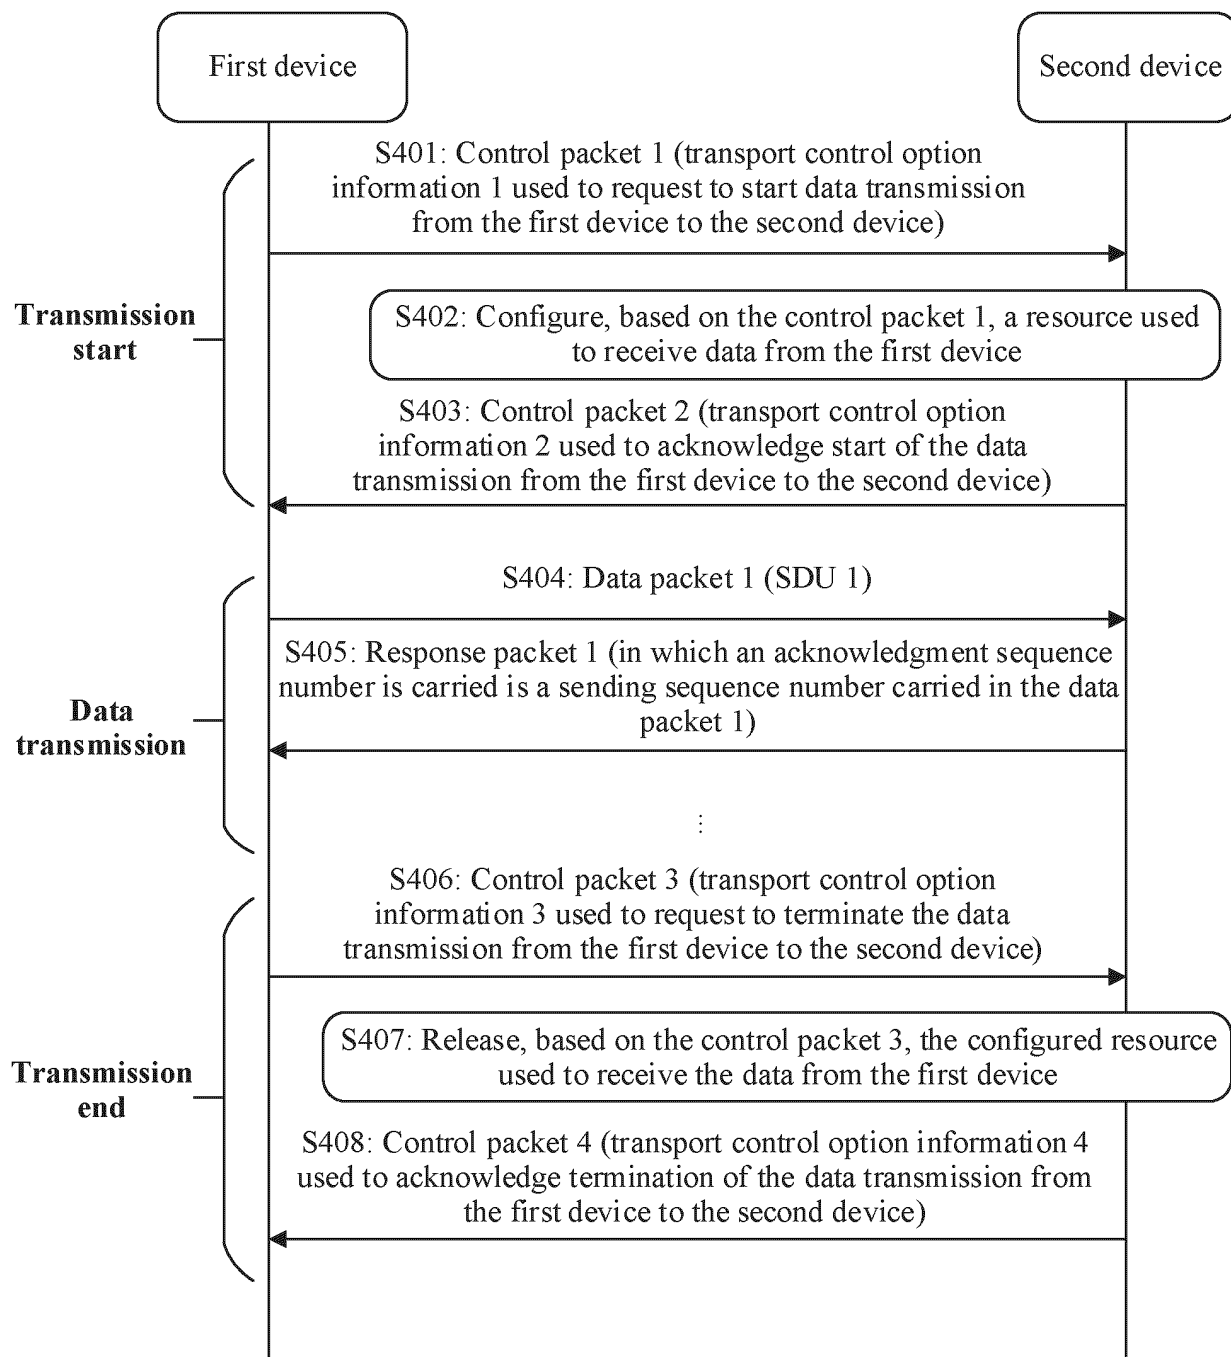 First device
Second device
S401: Control packet 1 (transport control option
information 1 used to request to start data transmission
from the first device to the second device)
Transmission
start
S402: Configure, based on the control packet 1, a resource used
to receive data from the first device
S403: Control packet 2 (transport control option
information 2 used to acknowledge start of the data
transmission from the first device to the second device)
S404: Data packet 1 (SDU 1)
S405: Response packet 1 (in which an acknowledgment sequence
number is carried is a sending sequence number carried in the data
packet 1)
Data
transmission
⋮
S406: Control packet 3 (transport control option
information 3 used to request to terminate the data
transmission from the first device to the second device)
S407: Release, based on the control packet 3, the configured resource
used to receive the data from the first device
Transmission
end
S408: Control packet 4 (transport control option information 4
used to acknowledge termination of the data transmission from
the first device to the second device)